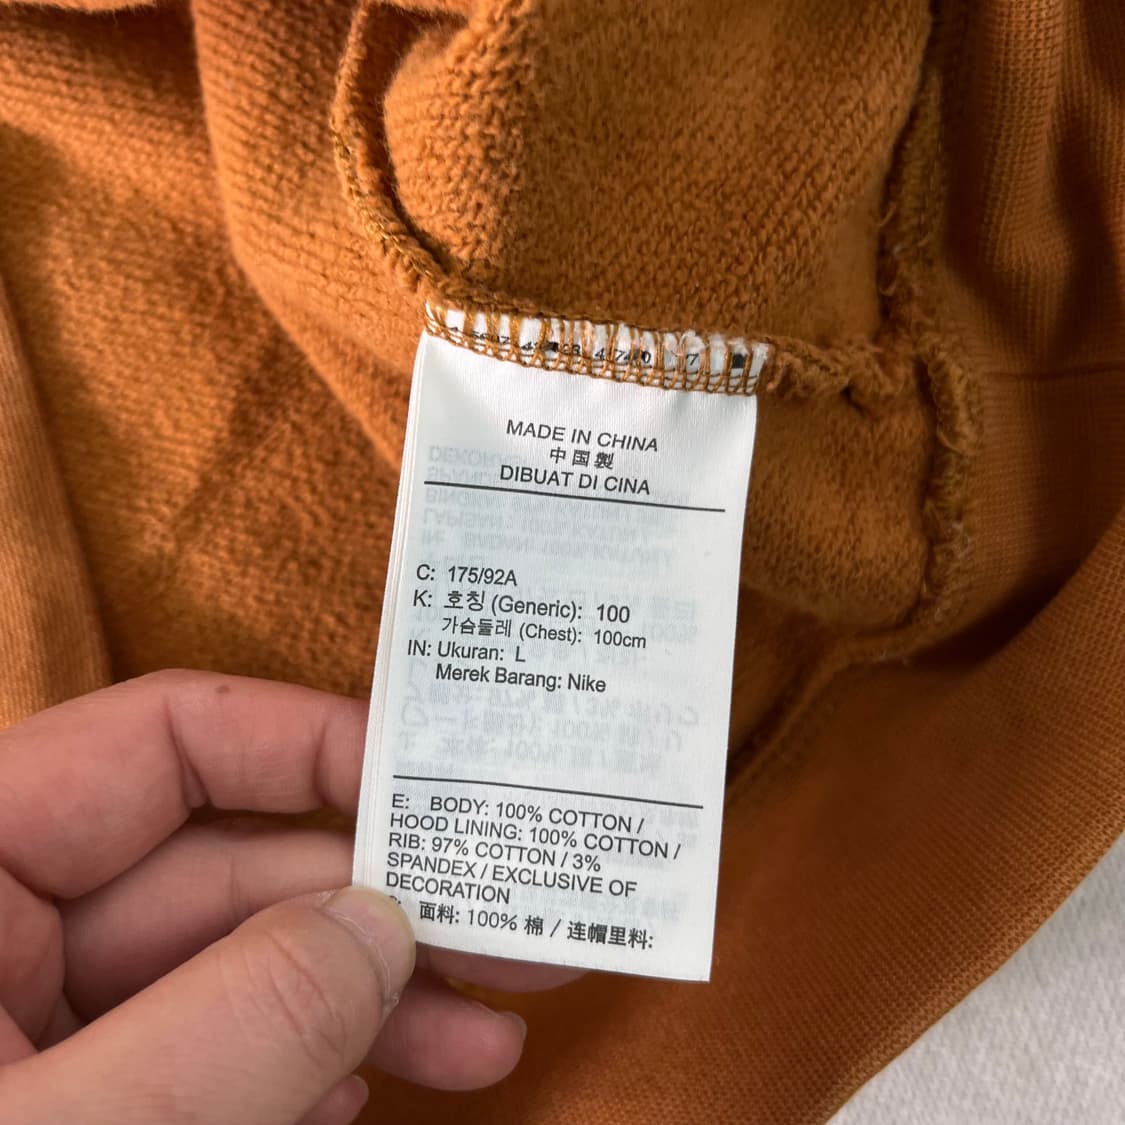 MADE IN CHINA
中国製
DIBUAT DI CINA
C: 175/92A
K: 호칭 (Generic): 100
가슴둘레 (Chest): 100cm
IN: Ukuran: L
Merek Barang: Nike
E: BODY: 100% COTTON /
HOOD LINING: 100% COTTON /
RIB: 97% COTTON / 3%
SPANDEX / EXCLUSIVE OF
DECORATION
面料: 100% 棉 / 连帽里料: